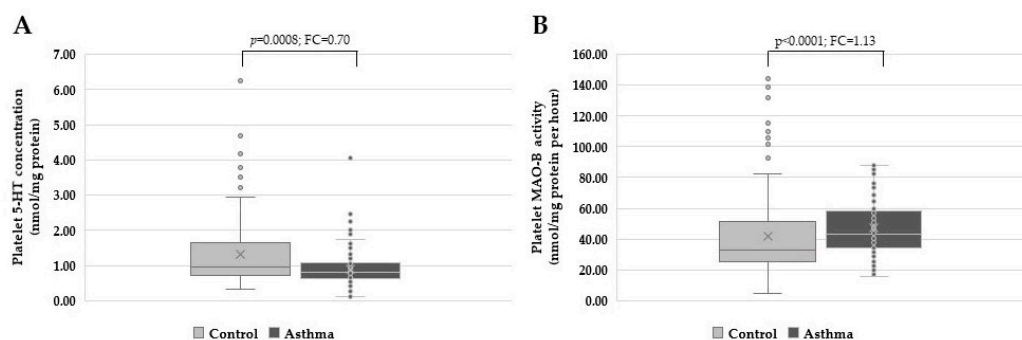 A
p=0.0008; FC=0.70
Platelet 5-HT concentration
(nmol/mg protein)
7.00
6.00
5.00
4.00
3.00
2.00
1.00
0.00
Control Asthma
B
p<0.0001; FC=1.13
Platelet MAO-B activity
(nmol/mg protein per hour)
160.00
140.00
120.00
100.00
80.00
60.00
40.00
20.00
0.00
Control Asthma